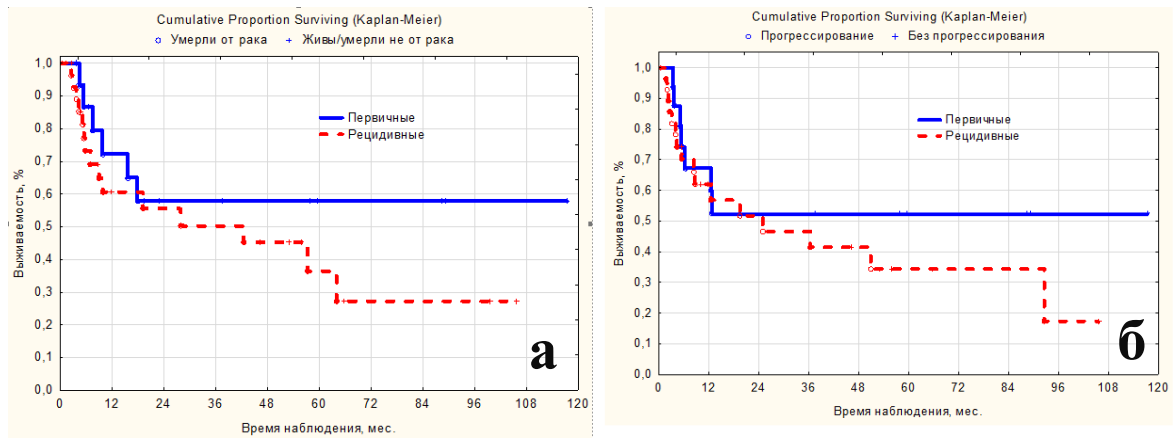 Cumulative Proportion Surviving (Kaplan-Meier)
Умерли от рака Живы/умерли не от рака
Выживаемость, %
1,0
0,9
0,8
0,7
0,6
0,5
0,4
0,3
0,2
0,1
0,0
Первичные
Рецидивные
а
0 12 24 36 48 60 72 84 96 108 120
Время наблюдения, мес.
Cumulative Proportion Surviving (Kaplan-Meier)
Прогрессирование Без прогрессирования
Выживаемость, %
1,0
0,9
0,8
0,7
0,6
0,5
0,4
0,3
0,2
0,1
0,0
Первичные
Рецидивные
б
0 12 24 36 48 60 72 84 96 108 120
Время наблюдения, мес.